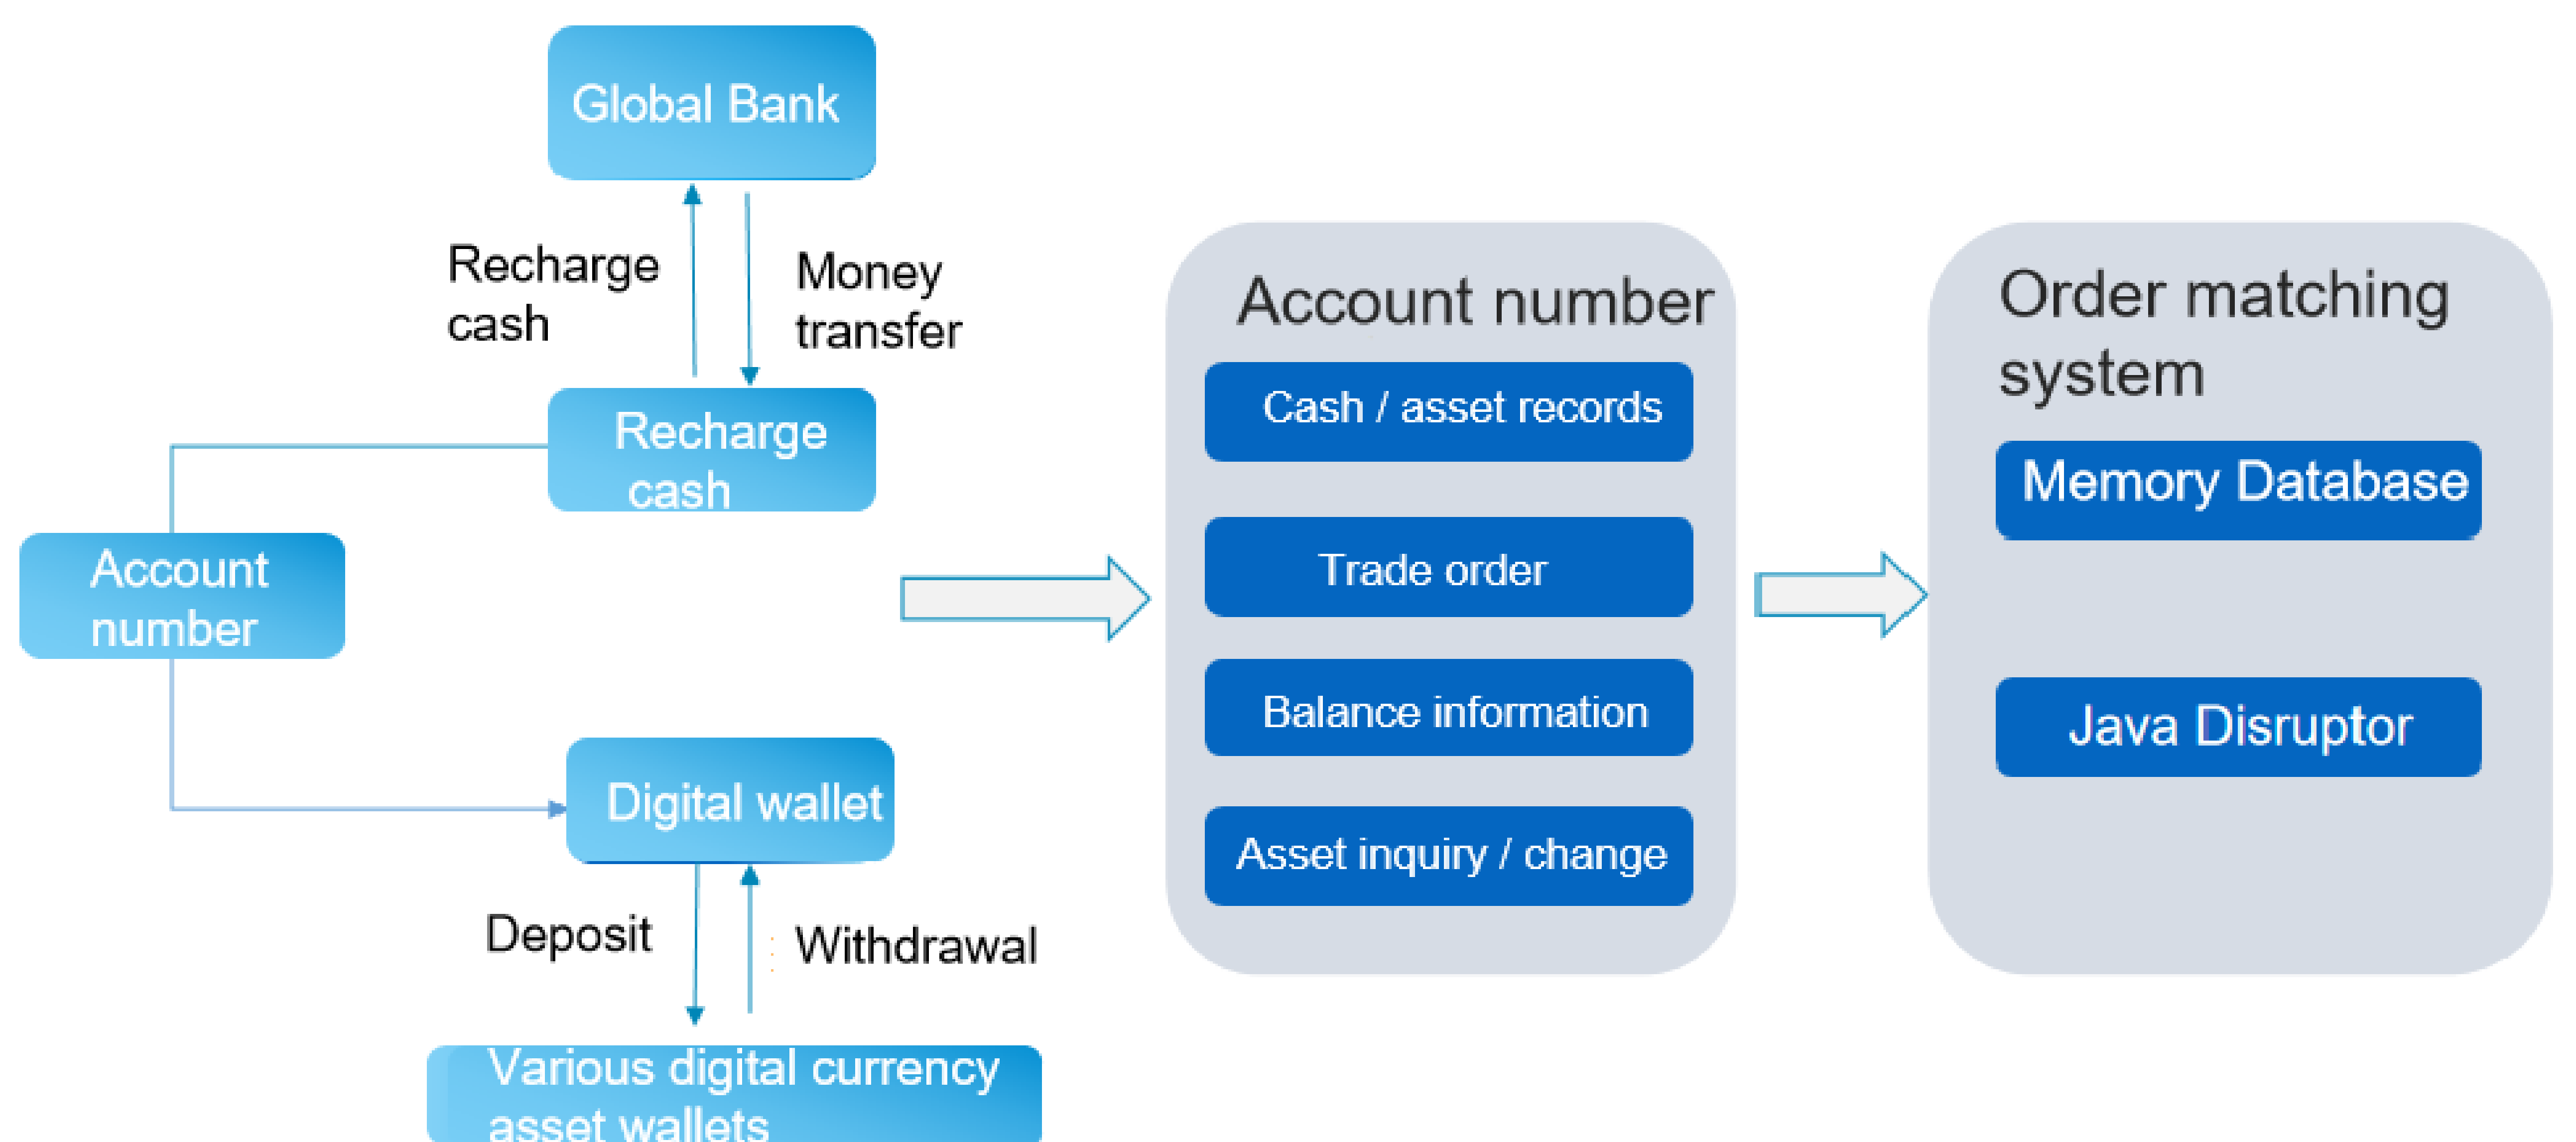 Global Bank
Recharge
cash
Money
transfer
Recharge
cash
Account
number
Digital wallet
Deposit
Withdrawal
Various digital currency
asset wallets
Account number
Cash / asset records
Trade order
Balance information
Asset inquiry / change
Order matching
system
Memory Database
Java Disruptor